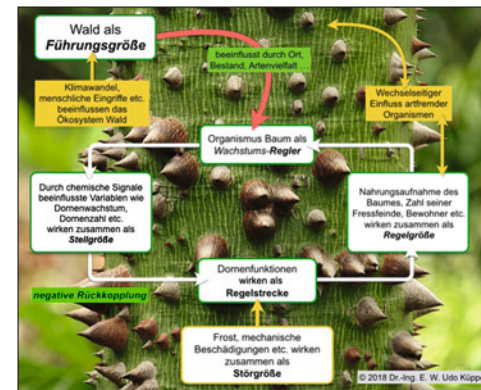 Wald als
Führungsgröße
beeinflusst durch Ort,
Bestand, Artenvielfalt ...
Klimawandel,
menschliche Eingriffe etc.
beeinflussen das
Ökosystem Wald
Wechselseitiger
Einfluss artfremder
Organismen
Organismus Baum als
Wachstums-Regler
Durch chemische Signale
beeinflusste Variablen wie
Dornenwachstum,
Dornenzahl etc.
wirken zusammen als
Stellgröße
Nahrungsaufnahme des
Baumes, Zahl seiner
Fressfeinde, Bewohner etc.
wirken zusammen als
Regelgröße
Dornenfunktionen
wirken als
Regelstrecke
negative Rückkopplung
Frost, mechanische
Beschädigungen etc. wirken
zusammen als
Störgröße
© 2018 Dr.-Ing. E. W. Udo Küppe